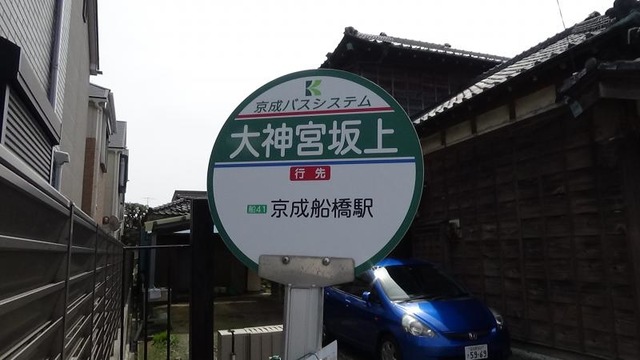 京成バスシステム
大神宮坂上
行先
船41 京成船橋駅